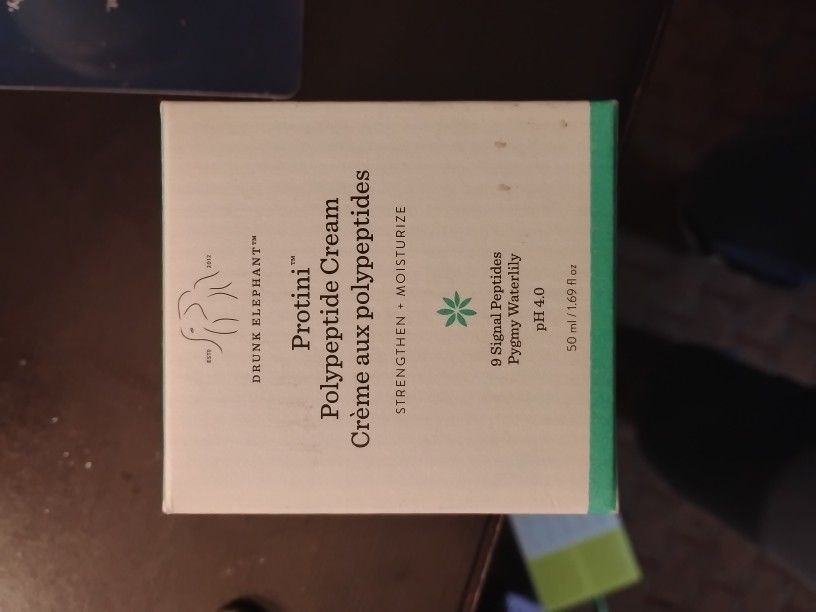 ESTD 2012
DRUNK ELEPHANT™
Protini™
Polypeptide Cream
Crème aux polypeptides
STRENGTHEN + MOISTURIZE
9 Signal Peptides
Pygmy Waterlily
pH 4.0
50 ml / 1.69 fl oz